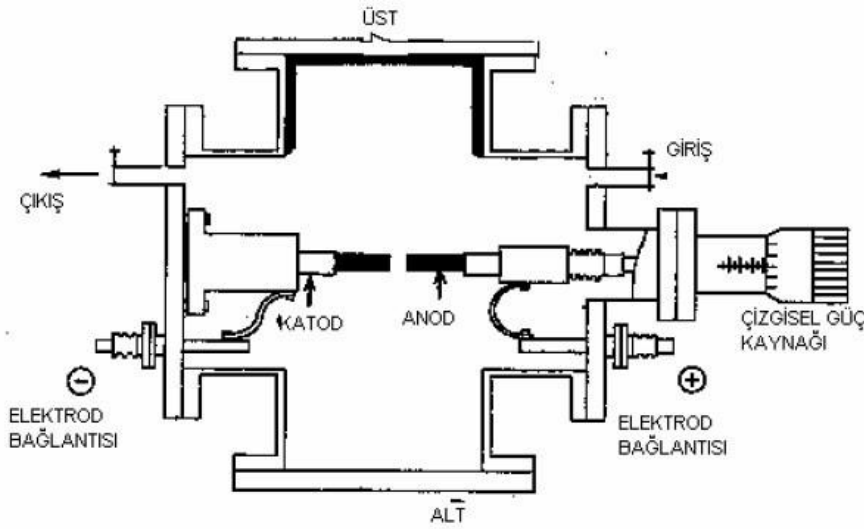 ÜST
GİRİŞ
ÇIKIŞ
KATOD
ANOD
ÇİZGİSEL GÜÇ
KAYNAĞI
-
+
ELEKTROD
BAĞLANTISI
ELEKTROD
BAĞLANTISI
ALT